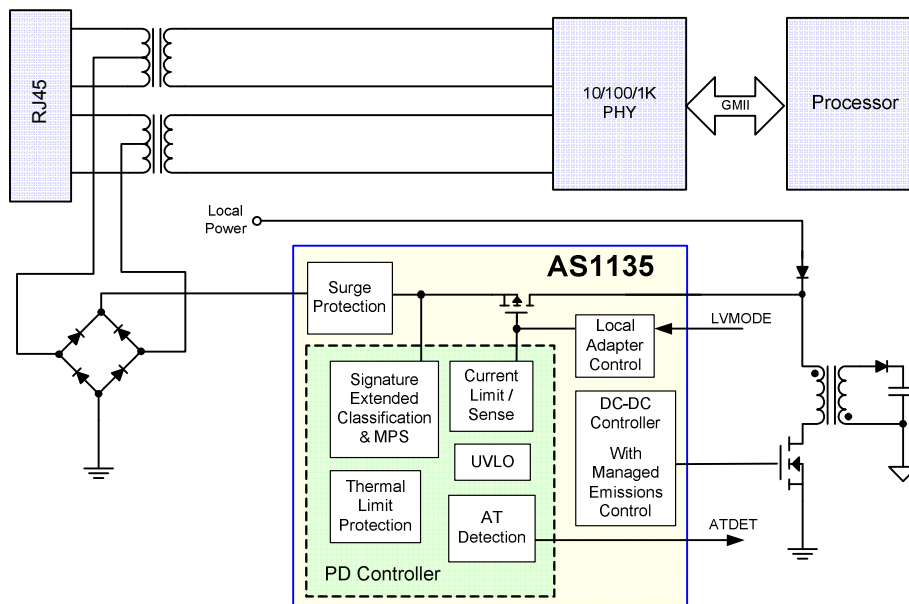 RJ45
10/100/1K
PHY
GMII
Processor
Local
Power
AS1135
Surge
Protection
Local
Adapter
Control
LVMODE
Signature
Extended
Classification
& MPS
Current
Limit /
Sense
DC-DC
Controller
With
Managed
Emissions
Control
UVLO
Thermal
Limit
Protection
AT
Detection
ATDET
PD Controller